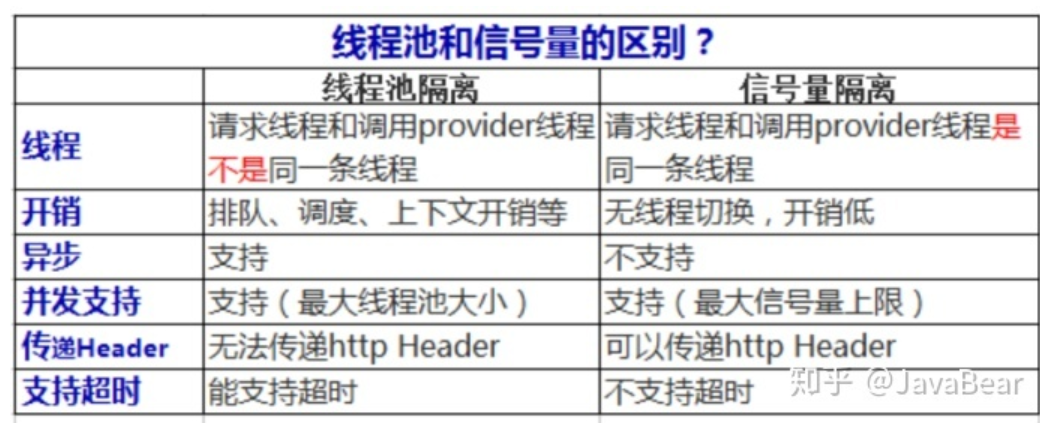 线程池和信号量的区别？
线程池隔离 信号量隔离
线程 请求线程和调用provider线程 请求线程和调用provider线程是
不是同一条线程 同一条线程
开销 排队、调度、上下文开销等 无线程切换，开销低
异步 支持 不支持
并发支持 支持（最大线程池大小） 支持（最大信号量上限）
传递Header 无法传递http Header 可以传递http Header
支持超时 能支持超时 不支持超时
知乎 @JavaBear